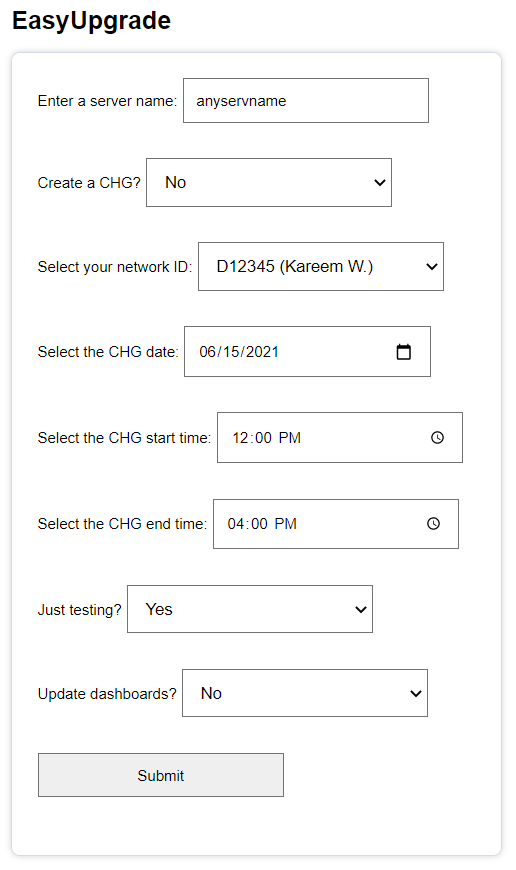 EasyUpgrade
Enter a server name: anyservname
Create a CHG? No
Select your network ID: D12345 (Kareem W.)
Select the CHG date: 06/15/2021
Select the CHG start time: 12:00 PM
Select the CHG end time: 04:00 PM
Just testing? Yes
Update dashboards? No
Submit